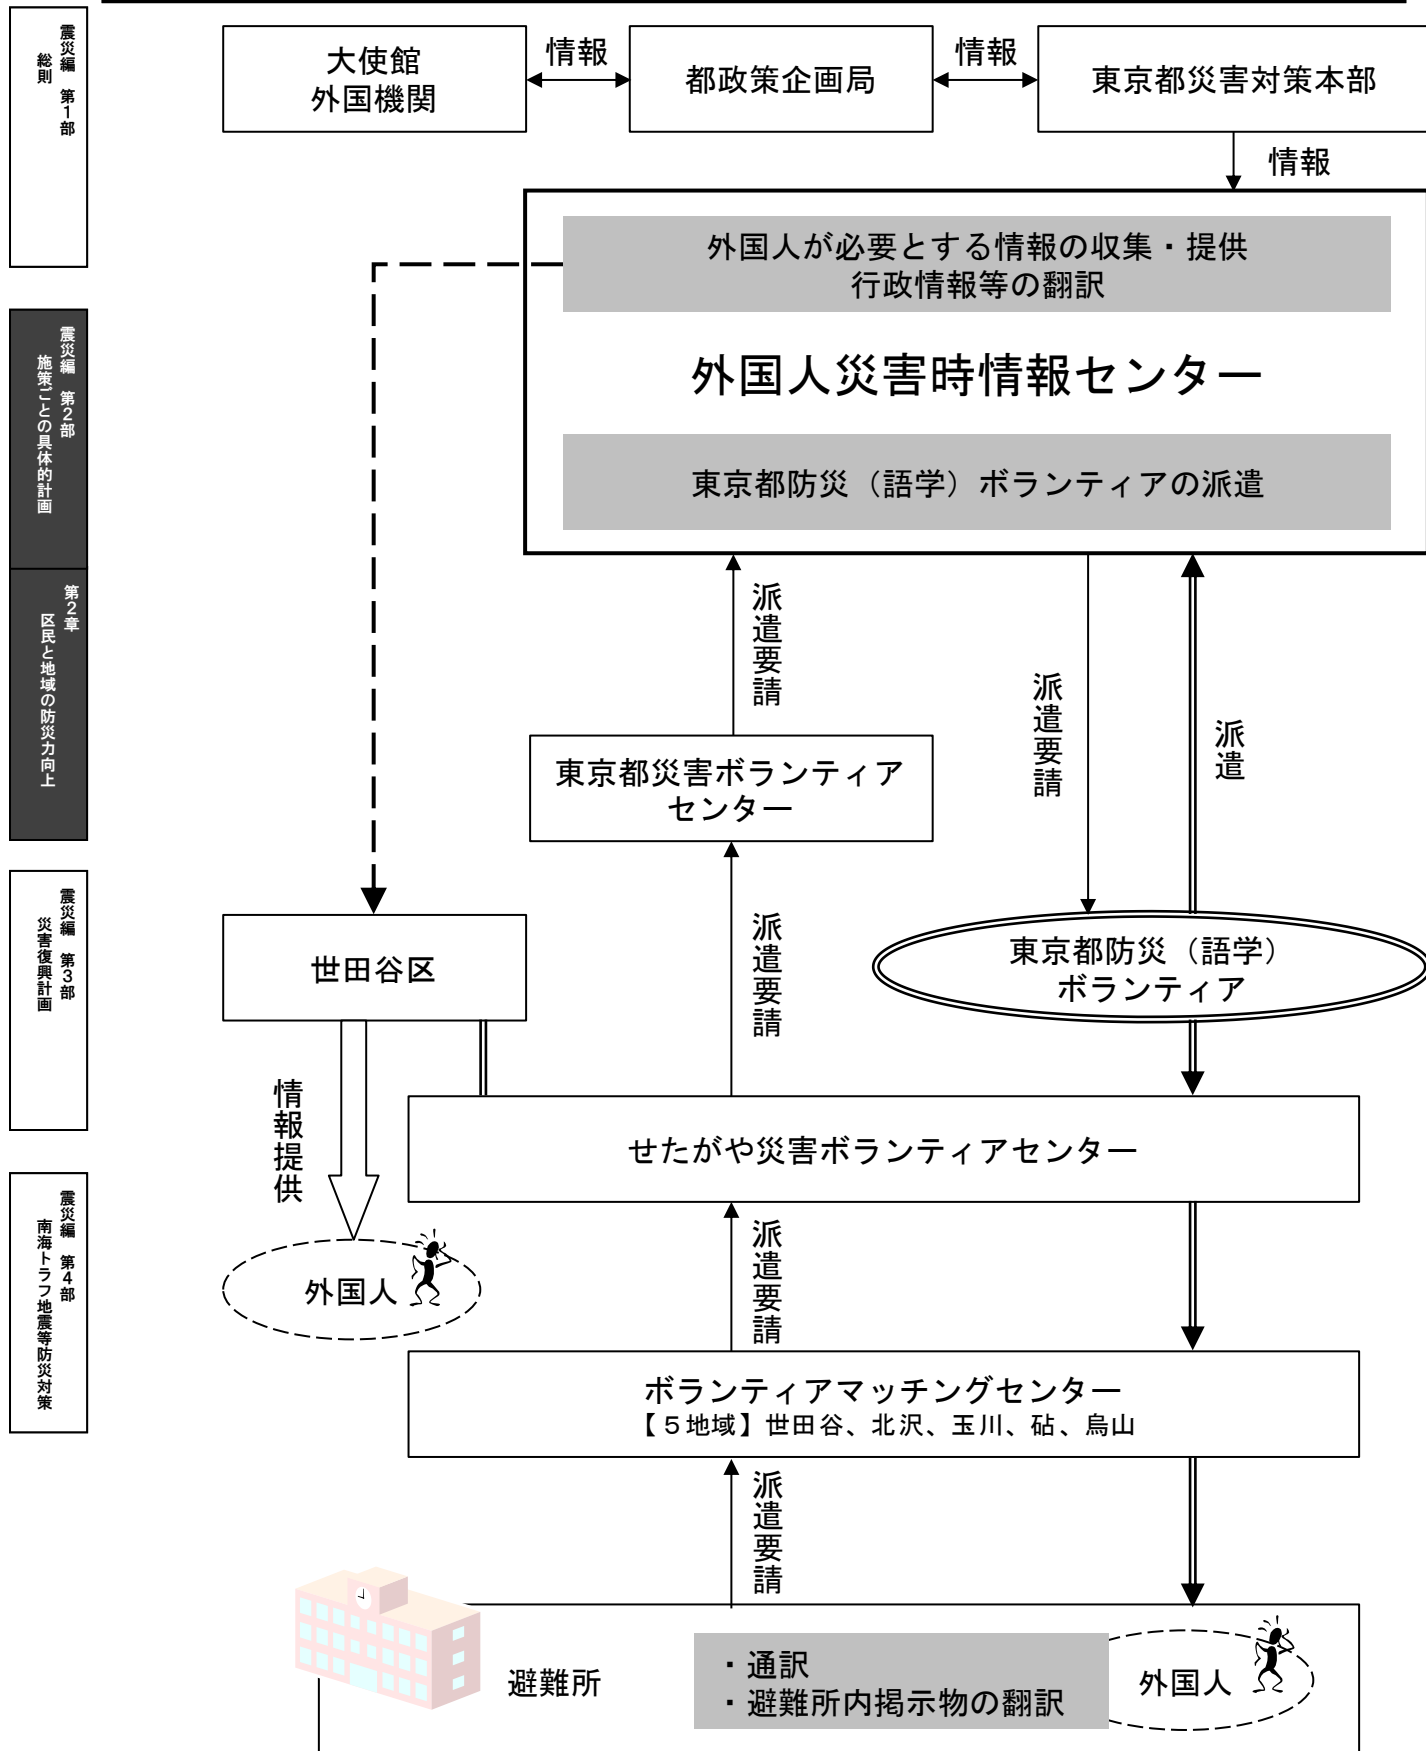 震災編　第1部
総則
震災編　第2部
施策ごとの具体的計画
第2章
区民と地域の防災力向上
震災編　第3部
災害復興計画
震災編　第4部
南海トラフ地震等防災対策
大使館
外国機関
情報
都政策企画局
情報
東京都災害対策本部
情報
外国人が必要とする情報の収集・提供
行政情報等の翻訳
外国人災害時情報センター
東京都防災（語学）ボランティアの派遣
派遣要請
派遣要請
派遣
東京都災害ボランティア
センター
世田谷区
派遣要請
東京都防災（語学）
ボランティア
情報提供
せたがや災害ボランティアセンター
外国人
派遣要請
ボランティアマッチングセンター
【５地域】世田谷、北沢、玉川、砧、烏山
派遣要請
避難所
・通訳
・避難所内掲示物の翻訳
外国人